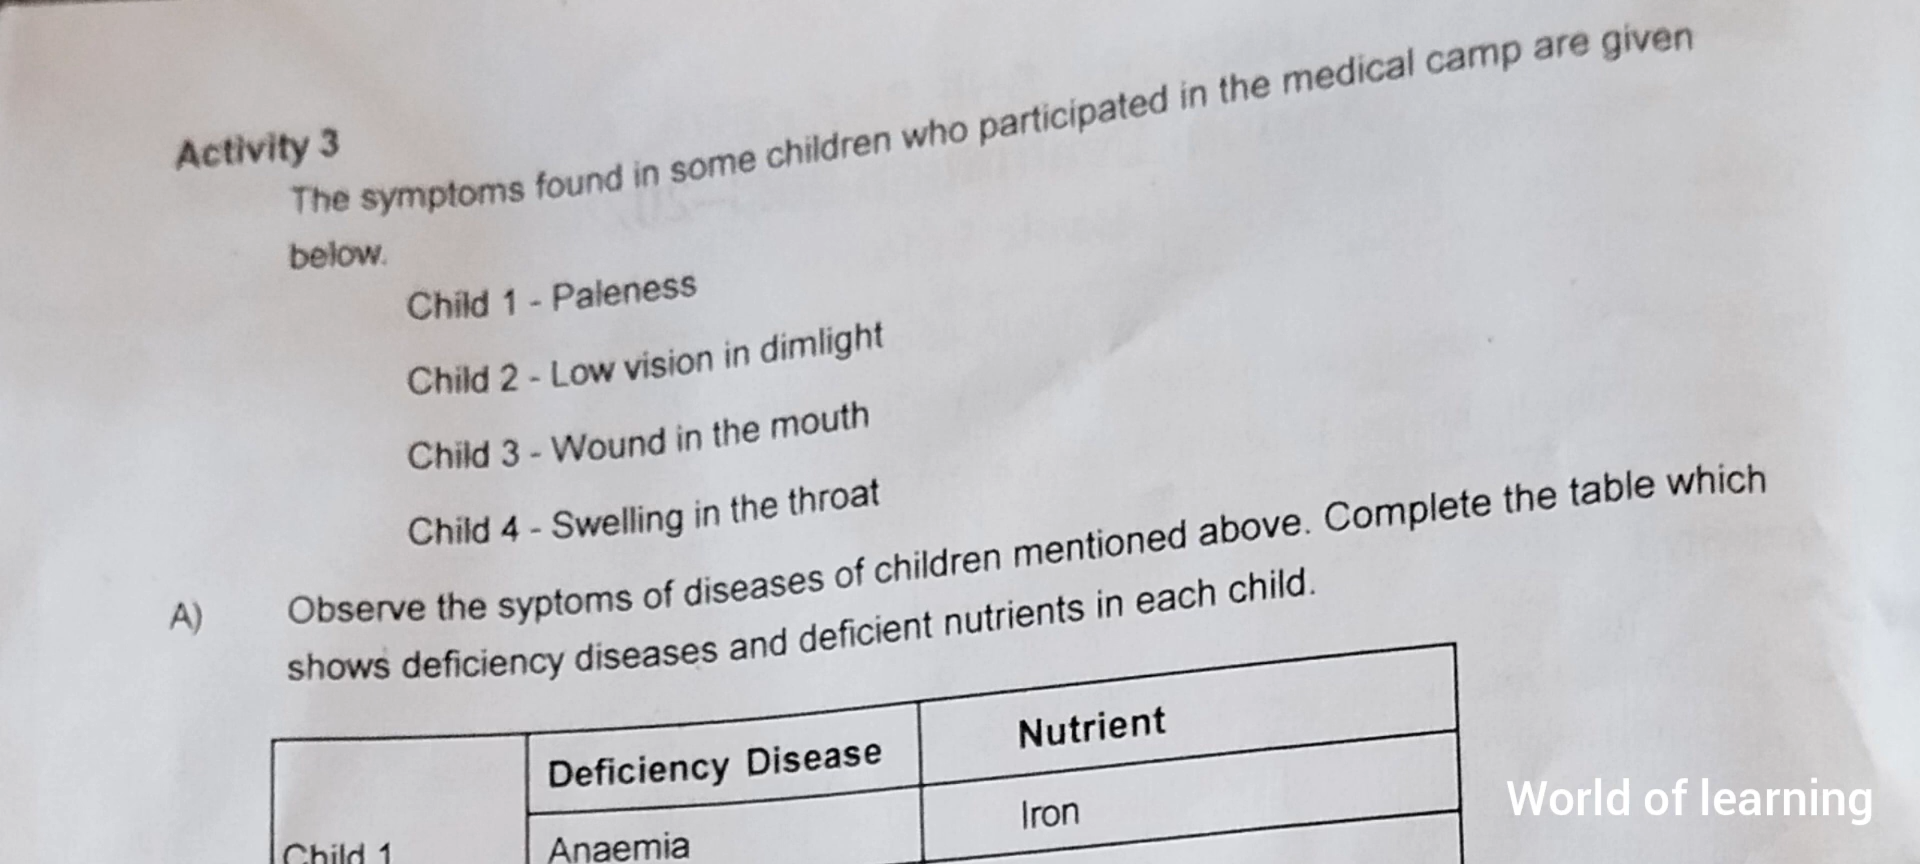 Activity 3
The symptoms found in some children who participated in the medical camp are given
below.
Child 1 - Paleness
Child 2 - Low vision in dimlight
Child 3 - Wound in the mouth
Child 4 - Swelling in the throat
A) Observe the syptoms of diseases of children mentioned above. Complete the table which
shows deficiency diseases and deficient nutrients in each child.
Deficiency Disease Nutrient
Child 1 Anaemia Iron
World of learning